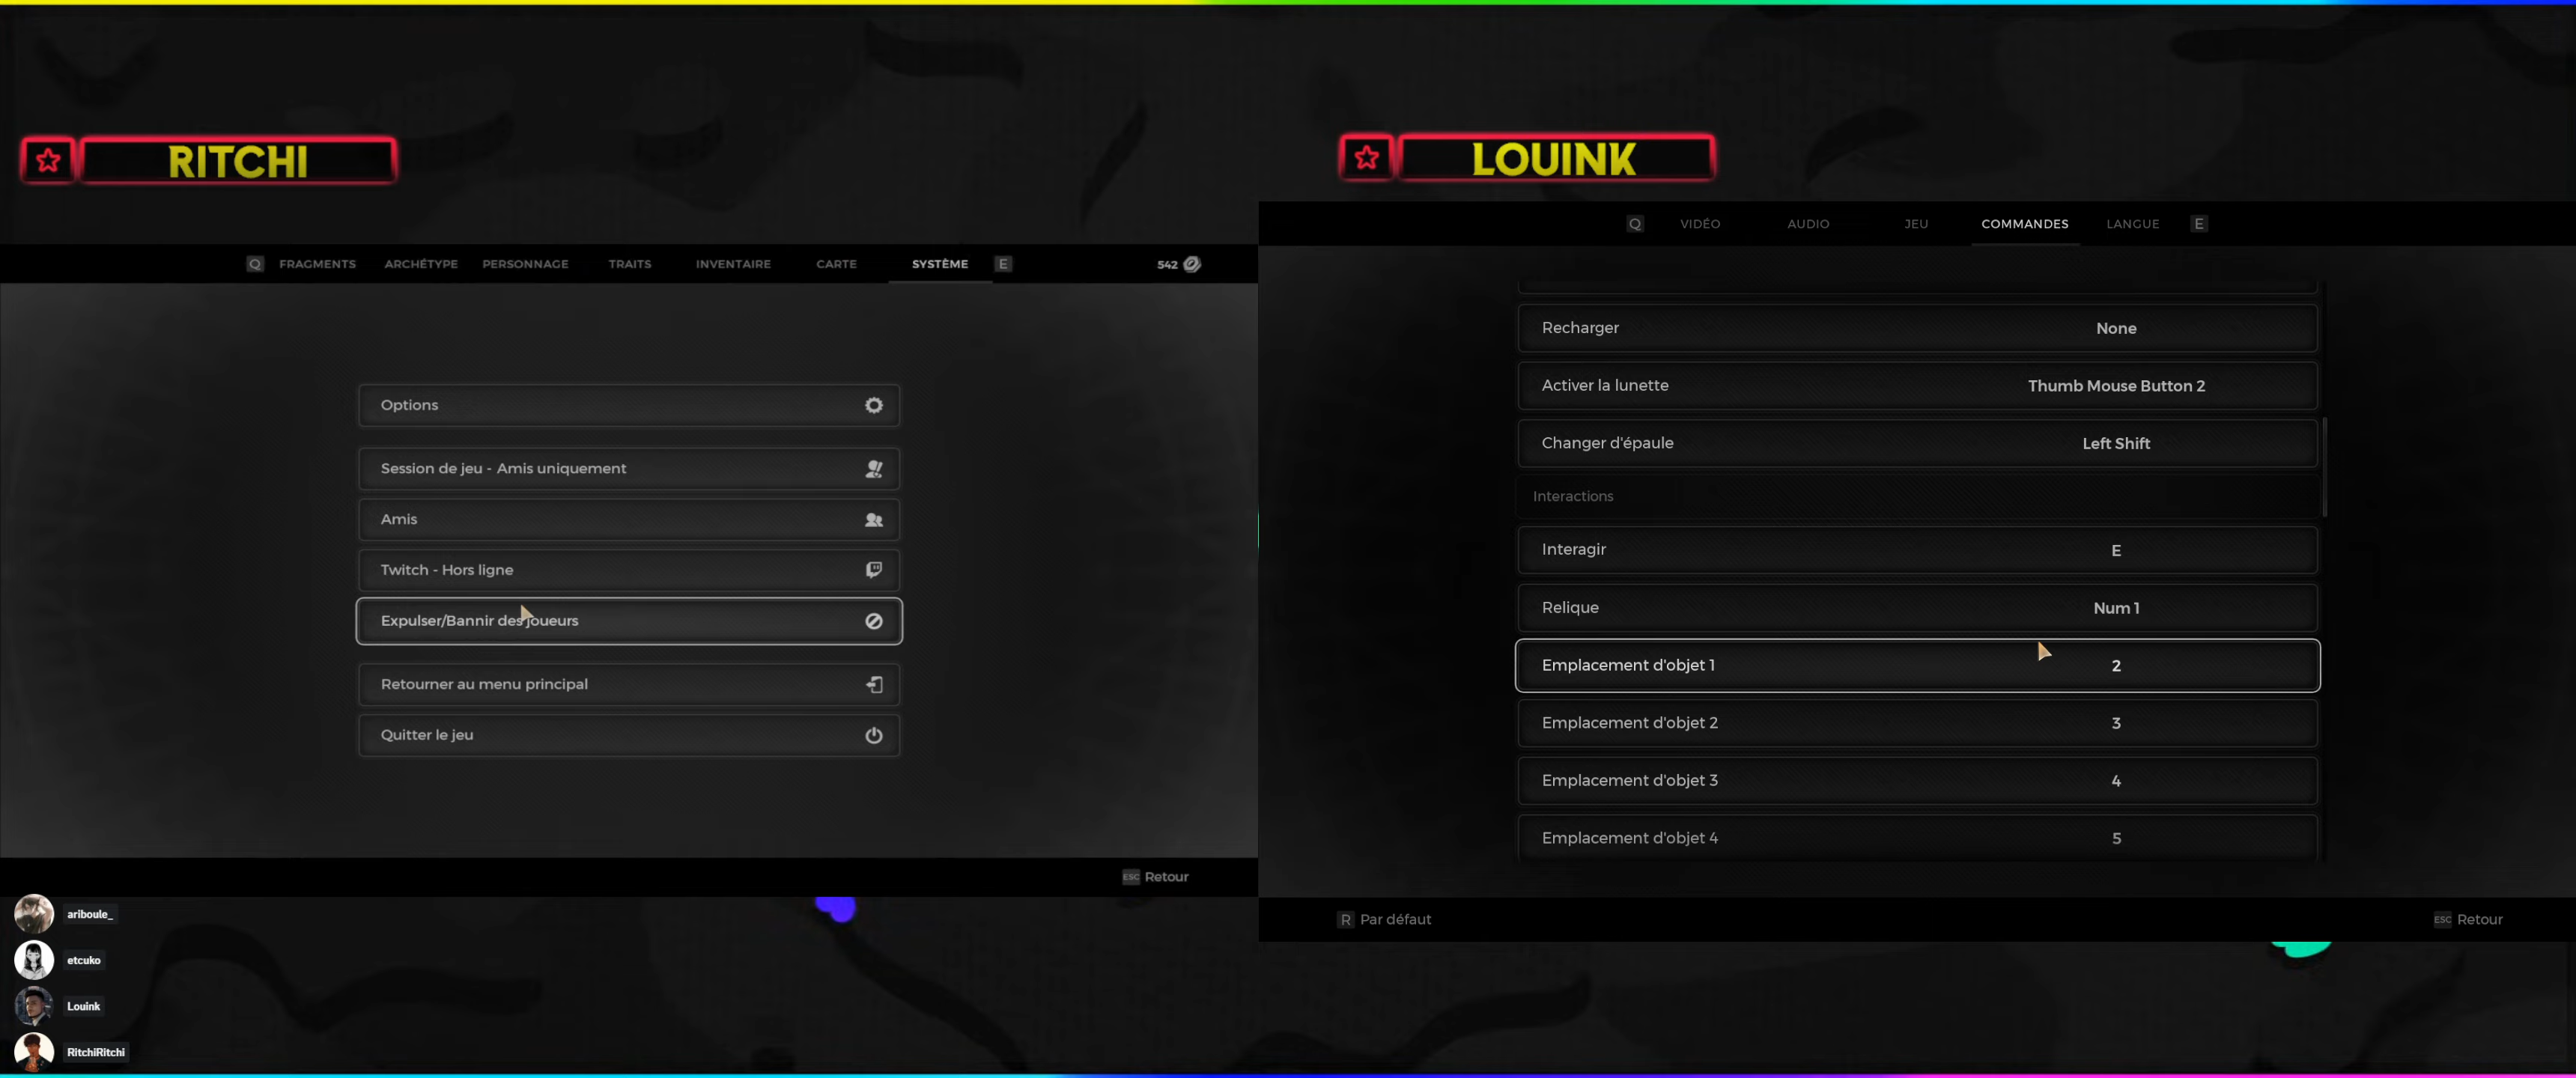 RITCHI
LOUINK
Q FRAGMENTS ARCHÉTYPE PERSONNAGE TRAITS INVENTAIRE CARTE SYSTÈME E 542
Options
Session de jeu - Amis uniquement
Amis
Twitch - Hors ligne
Expulser/Bannir des joueurs
Retourner au menu principal
Quitter le jeu
ESC Retour
Q VIDÉO AUDIO JEU COMMANDES LANGUE E
Recharger None
Activer la lunette Thumb Mouse Button 2
Changer d'épaule Left Shift
Interactions
Interagir E
Relique Num 1
Emplacement d'objet 1 2
Emplacement d'objet 2 3
Emplacement d'objet 3 4
Emplacement d'objet 4 5
R Par défaut ESC Retour
ariboule_
etcuko
Louink
RitchiRitchi